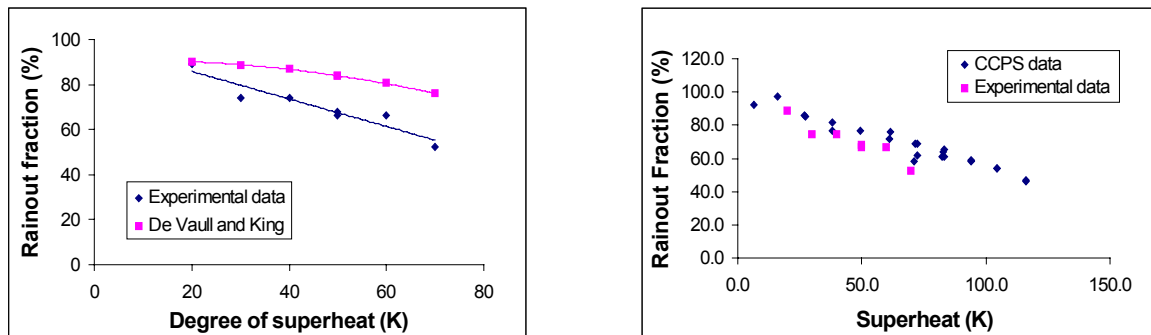 Rainout fraction (%)
100
80
60
40
20
0
Experimental data
De Vaull and King
0 20 40 60 80
Degree of superheat (K)
Rainout Fraction (%)
120.0
100.0
80.0
60.0
40.0
20.0
0.0
CCPS data
Experimental data
0.0 50.0 100.0 150.0
Superheat (K)